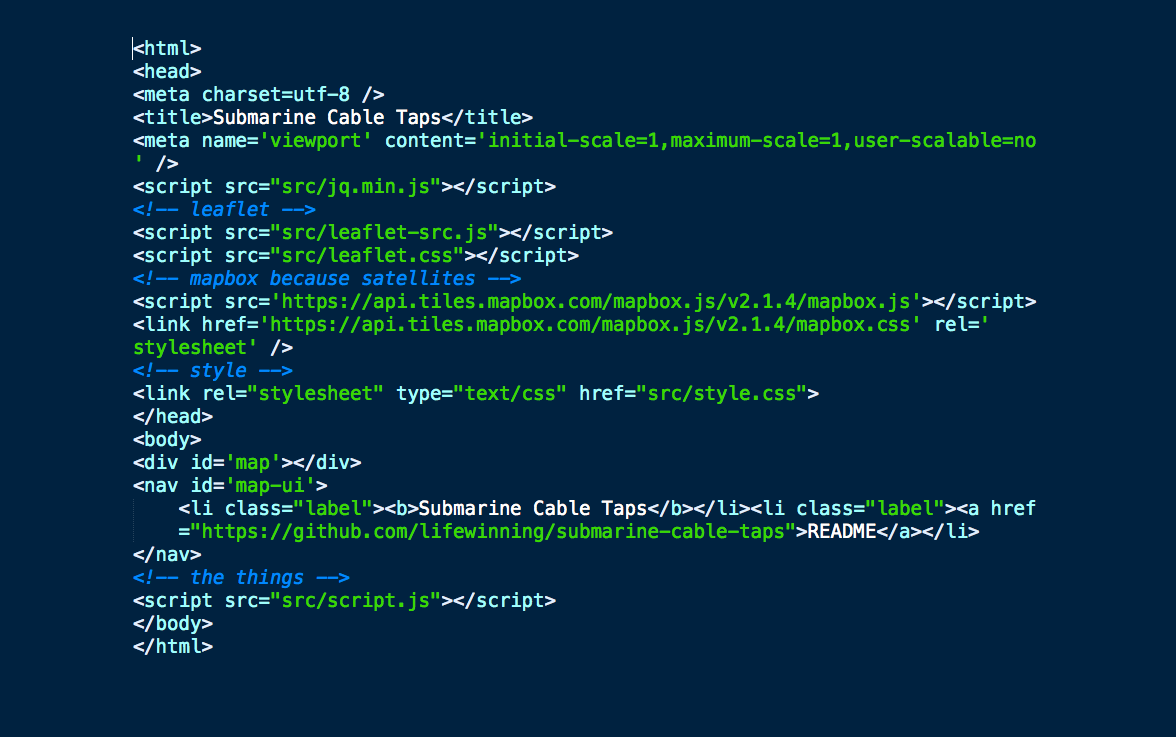 <html>
<head>
<meta charset=utf-8 />
<title>Submarine Cable Taps</title>
<meta name='viewport' content='initial-scale=1,maximum-scale=1,user-scalable=no
' />
<script src="src/jq.min.js"></script>
<!-- leaflet -->
<script src="src/leaflet-src.js"></script>
<script src="src/leaflet.css"></script>
<!-- mapbox because satellites -->
<script src='https://api.tiles.mapbox.com/mapbox.js/v2.1.4/mapbox.js'></script>
<link href='https://api.tiles.mapbox.com/mapbox.js/v2.1.4/mapbox.css' rel='
stylesheet' />
<!-- style -->
<link rel="stylesheet" type="text/css" href="src/style.css">
</head>
<body>
<div id='map'></div>
<nav id='map-ui'>
    <li class="label"><b>Submarine Cable Taps</b></li><li class="label"><a href
    ="https://github.com/lifewinning/submarine-cable-taps">README</a></li>
</nav>
<!-- the things -->
<script src="src/script.js"></script>
</body>
</html>